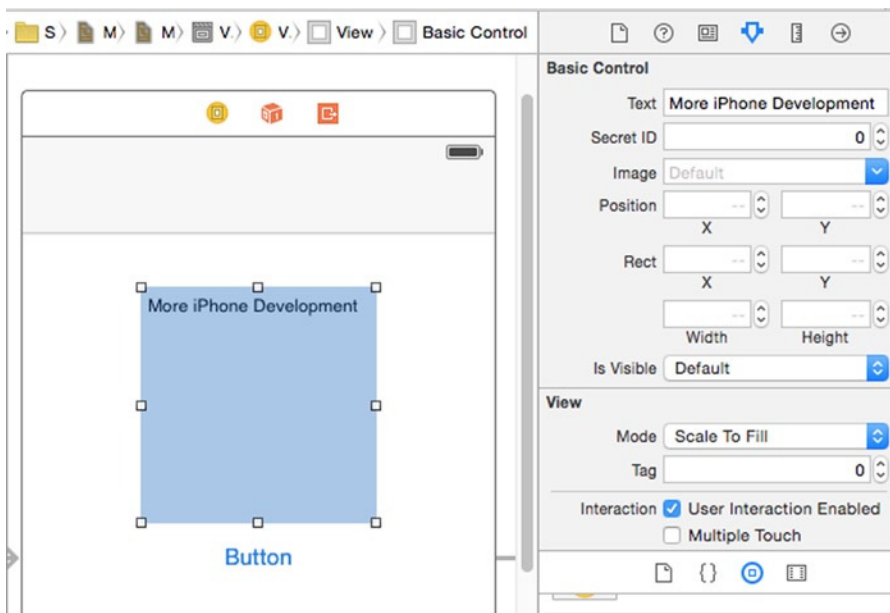 S M M V. V. View Basic Control
Basic Control
Text More iPhone Development
Secret ID 0
Image Default
Position -- --
X Y
Rect -- --
X Y
-- --
Width Height
Is Visible Default
View
Mode Scale To Fill
Tag 0
Interaction User Interaction Enabled
Multiple Touch
{}
More iPhone Development
Button